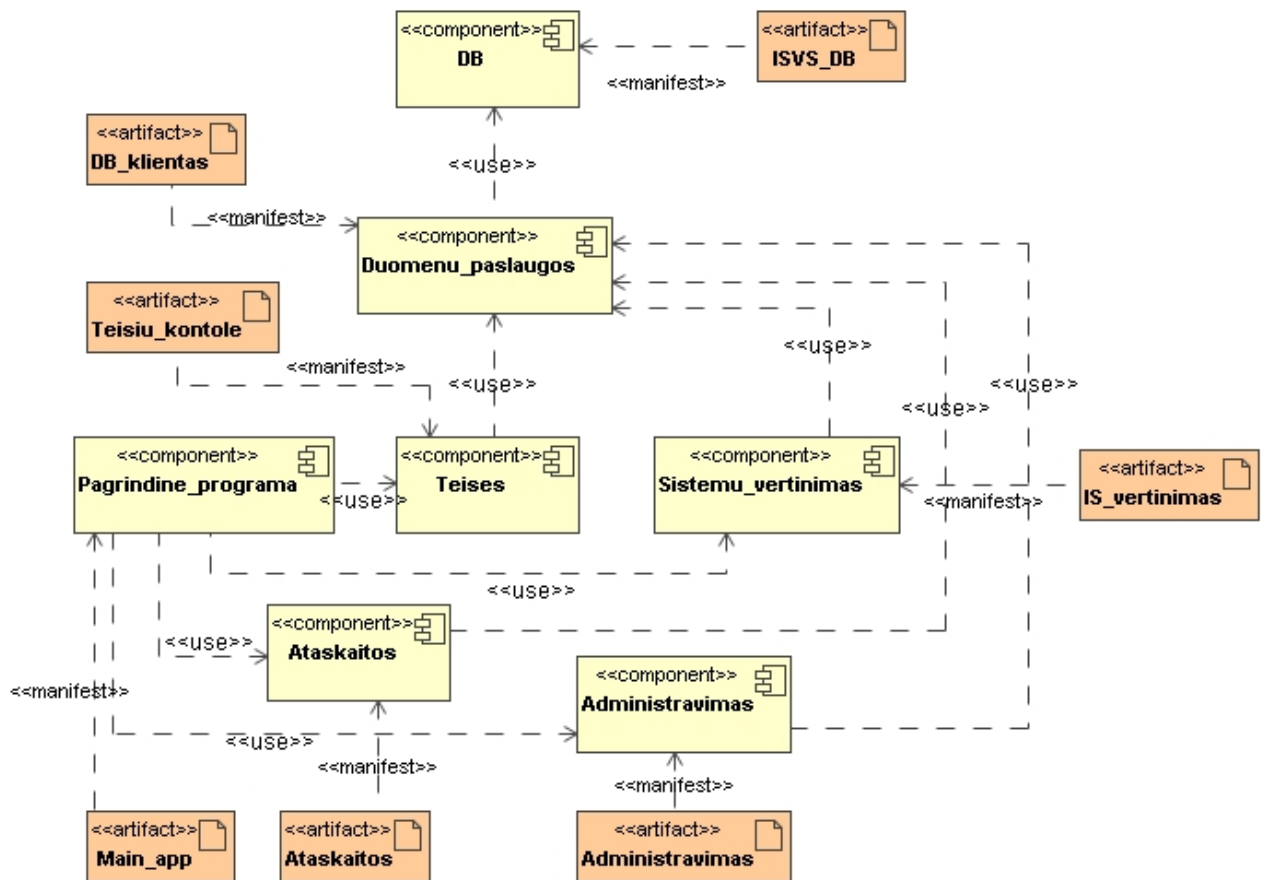 <<component>>
DB
<<artifact>>
ISVS_DB
<<manifest>>
<<artifact>>
DB_klientas
<<use>>
<<manifest>>
<<component>>
Duomenu_paslaugos
<<artifact>>
Teisiu_kontole
<<manifest>>
<<use>>
<<use>>
<<use>>
<<use>>
<<component>>
Pagrindine_programa
<<use>>
<<component>>
Teises
<<component>>
Sistemu_vertinimas
<<manifest>>
<<artifact>>
IS_vertinimas
<<use>>
<<component>>
Ataskaitos
<<use>>
<<component>>
Administravimas
<<manifest>>
<<use>>
<<manifest>>
<<manifest>>
<<artifact>>
Main_app
<<artifact>>
Ataskaitos
<<artifact>>
Administravimas